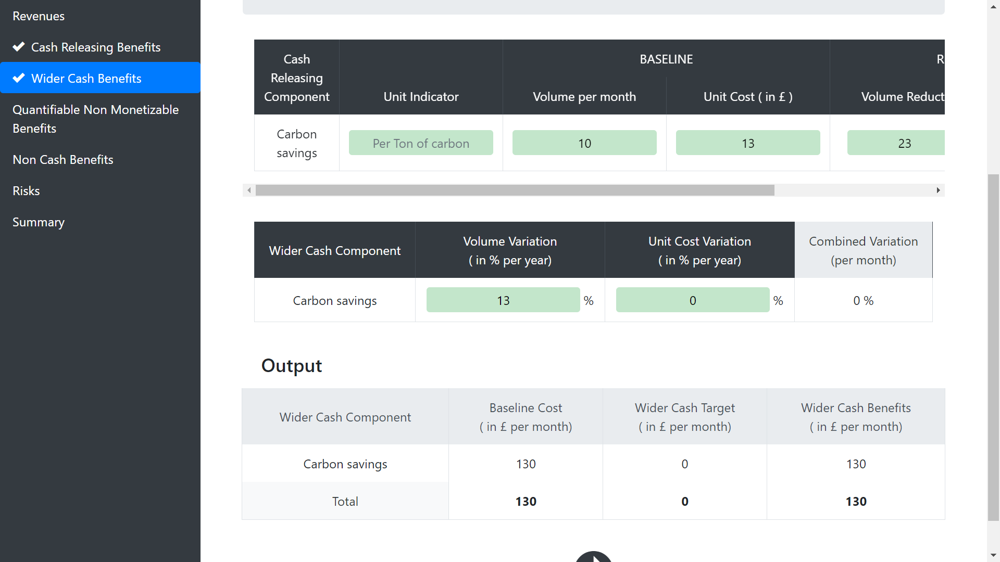 Revenues
Cash Releasing Benefits
Wider Cash Benefits
Quantifiable Non Monetizable
Benefits
Non Cash Benefits
Risks
Summary
Cash
Releasing
Component
Unit Indicator
BASELINE
Volume per month
Unit Cost ( in £ )
R
Volume Reduct
Carbon
savings
Per Ton of carbon
10
13
23
Wider Cash Component
Volume Variation
( in % per year)
Unit Cost Variation
( in % per year)
Combined Variation
(per month)
Carbon savings
13 %
0 %
0 %
Output
Wider Cash Component
Baseline Cost
( in £ per month)
Wider Cash Target
( in £ per month)
Wider Cash Benefits
( in £ per month)
Carbon savings
130
0
130
Total
130
0
130